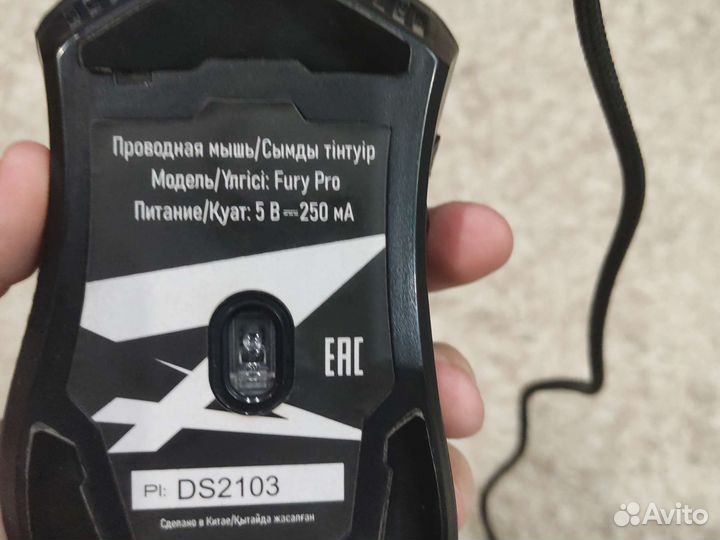 Проводная мышь/Сымды тінтуір
Модель/Үлгісі: Fury Pro
Питание/Қуат: 5 В ⎓ 250 мА
EAC
PI: DS2103
Сделано в Китае/Қытайда жасалған
Avito